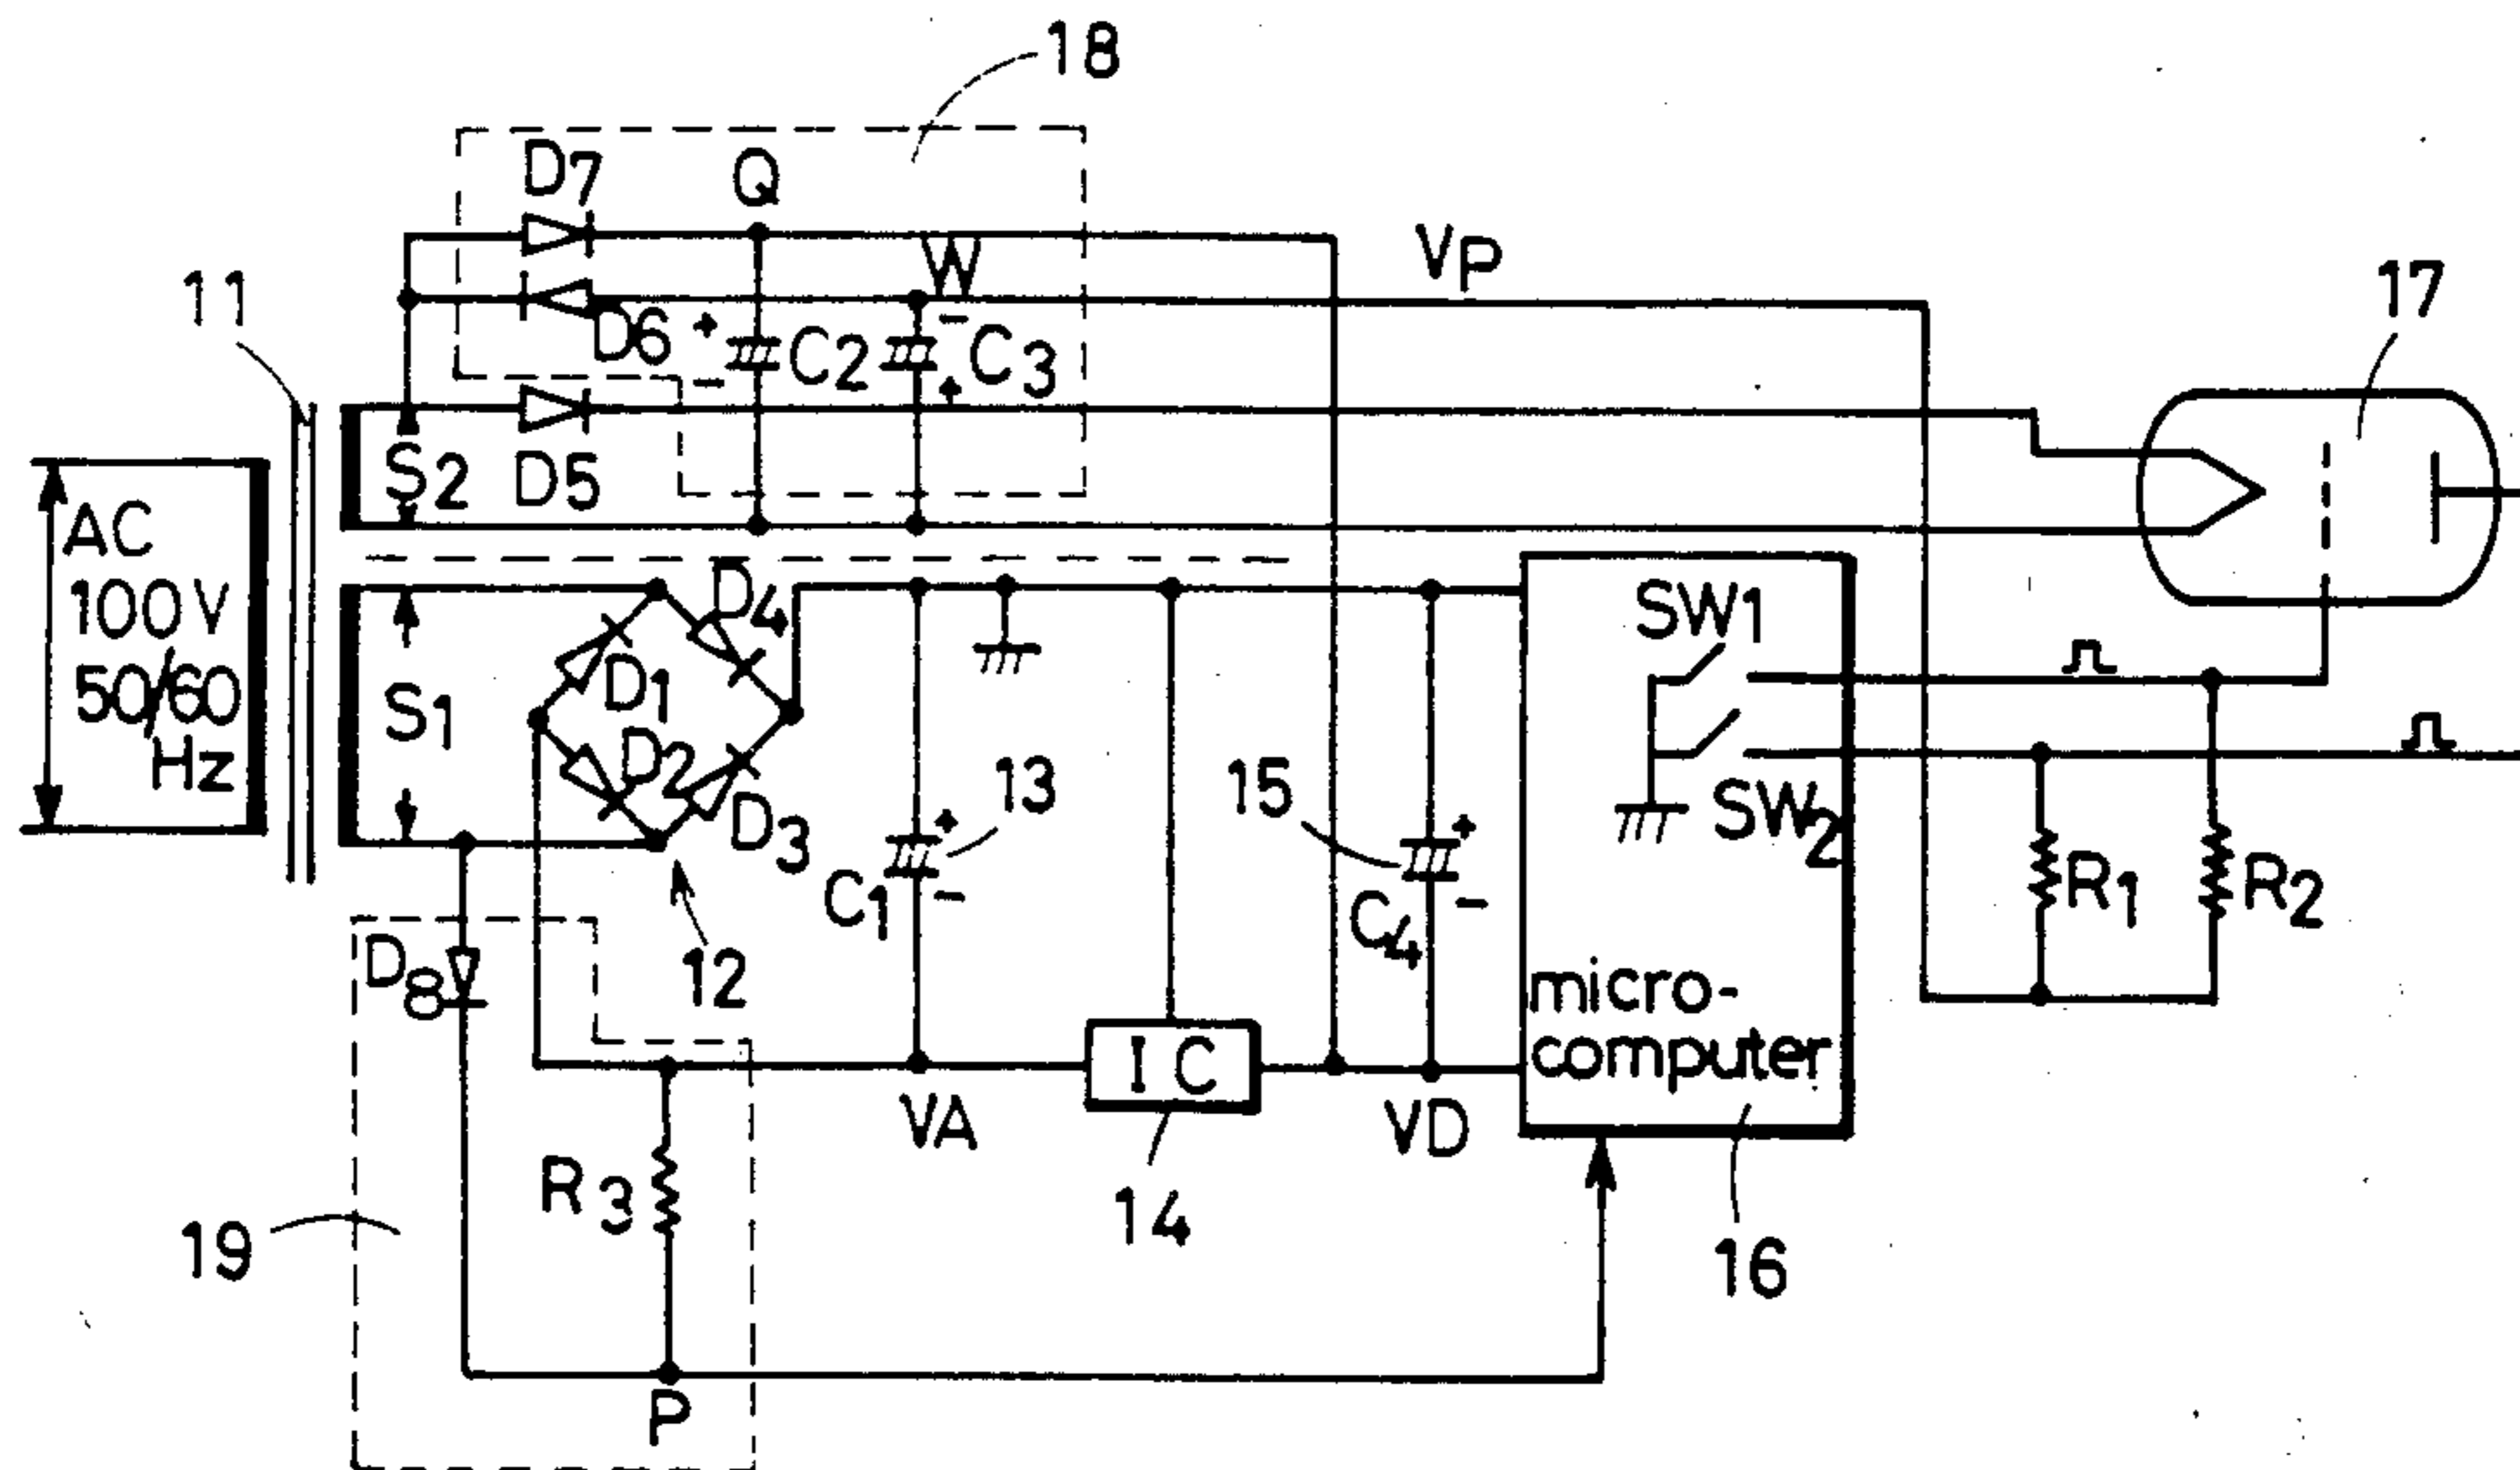 18
D7
Q
W
VP
11
17
D6
+
-
C2
-
C3
+
S2
D5
AC
100V
50/60
Hz
D4
S1
D1
D2
D3
SW1
SW2
13
+
-
C1
15
+
-
C4
12
R1
R2
D8
micro-
computer
IC
VA
VD
R3
14
19
16
P